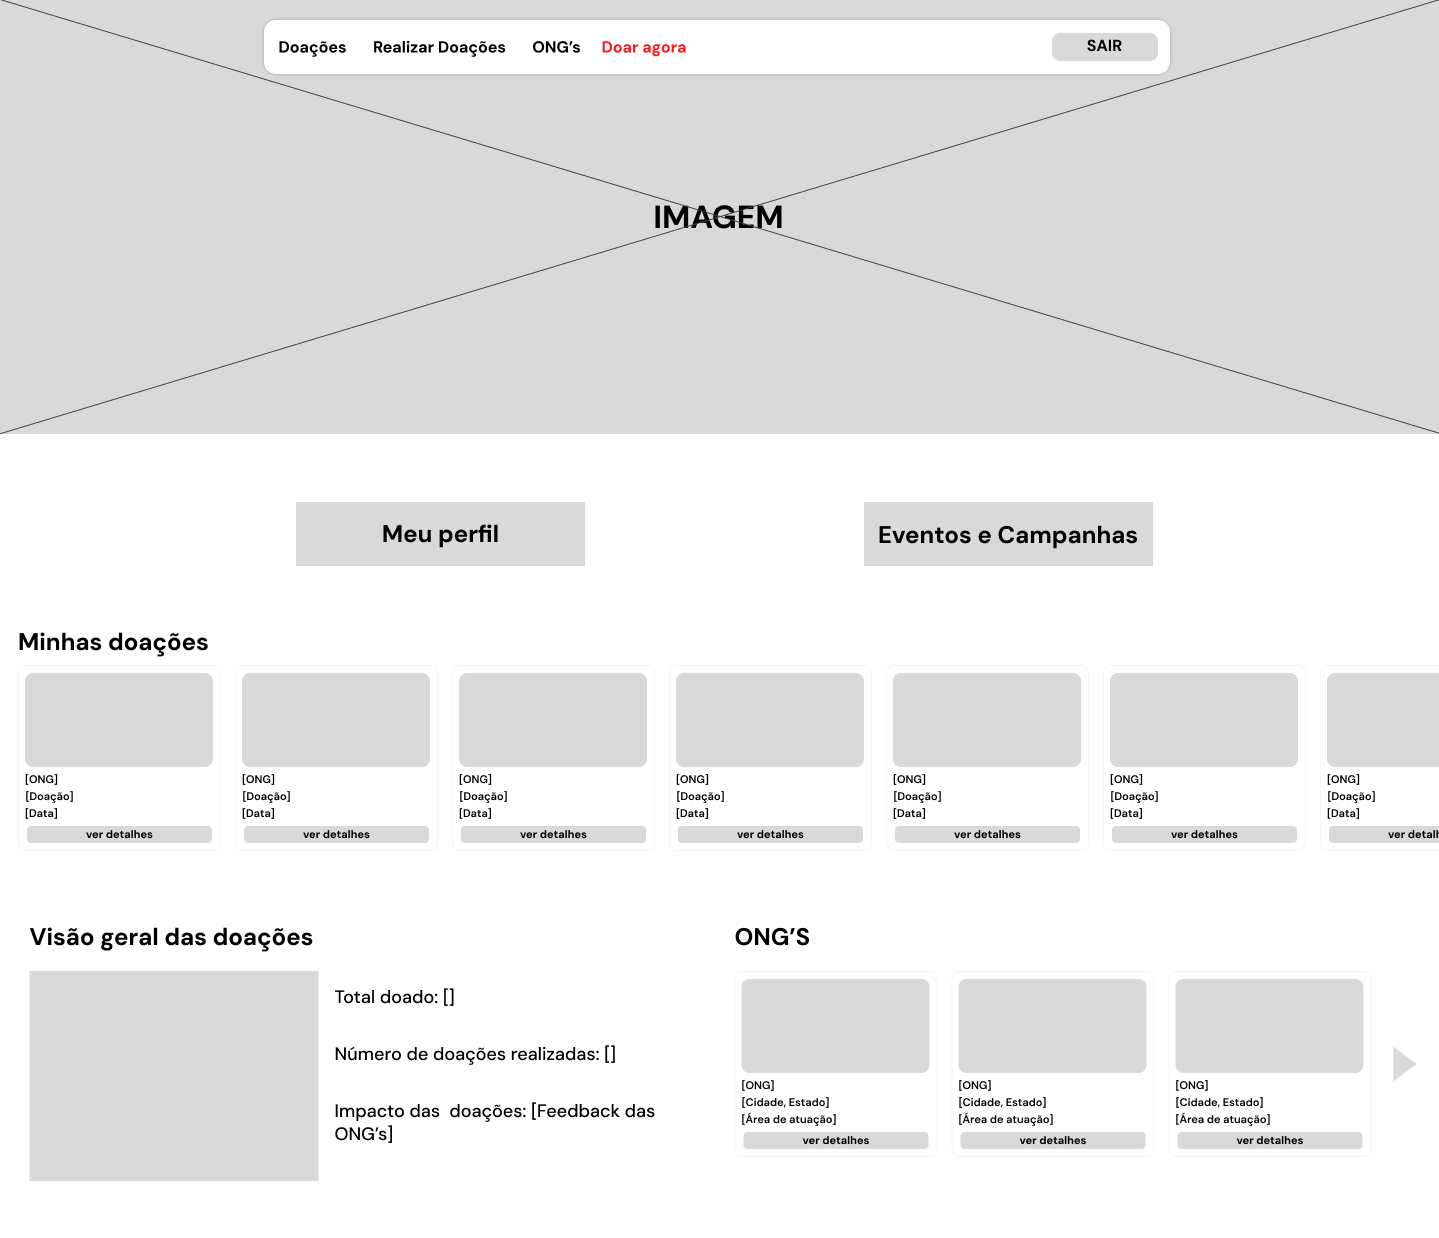 Doações Realizar Doações ONG’s Doar agora SAIR
IMAGEM
Meu perfil Eventos e Campanhas
Minhas doações
[ONG] [ONG] [ONG] [ONG] [ONG] [ONG] [ONG]
[Doação] [Doação] [Doação] [Doação] [Doação] [Doação] [Doação]
[Data] [Data] [Data] [Data] [Data] [Data] [Data]
ver detalhes ver detalhes ver detalhes ver detalhes ver detalhes ver detalhes ver
Visão geral das doações
Total doado: []
Número de doações realizadas: []
Impacto das  doações: [Feedback das
ONG’s]
ONG’S
[ONG] [ONG] [ONG]
[Cidade, Estado] [Cidade, Estado] [Cidade, Estado]
[Área de atuação] [Área de atuação] [Área de atuação]
ver detalhes ver detalhes ver detalhes